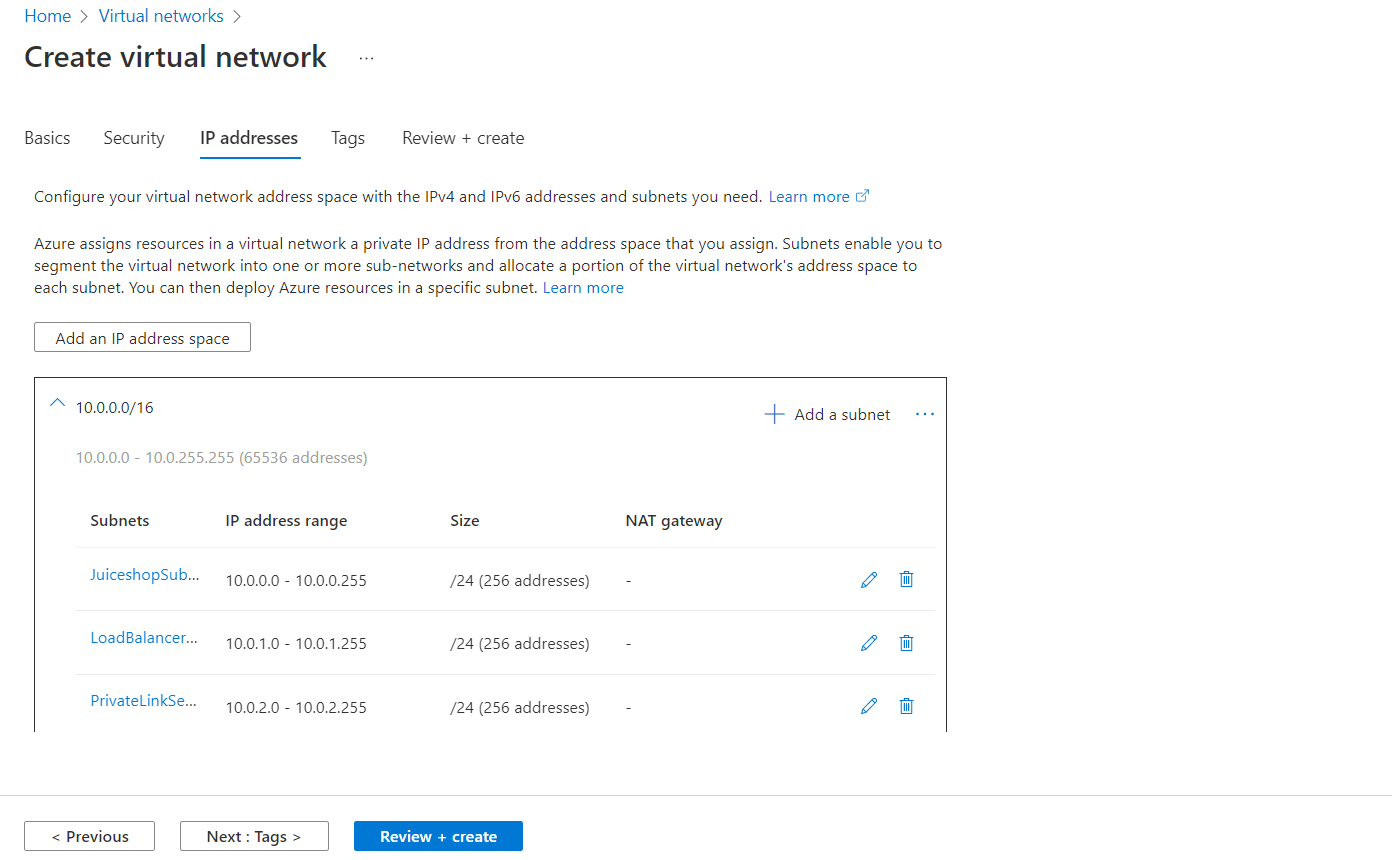 Home > Virtual networks >
Create virtual network ...
Basics Security IP addresses Tags Review + create
Configure your virtual network address space with the IPv4 and IPv6 addresses and subnets you need. Learn more
Azure assigns resources in a virtual network a private IP address from the address space that you assign. Subnets enable you to
segment the virtual network into one or more sub-networks and allocate a portion of the virtual network's address space to
each subnet. You can then deploy Azure resources in a specific subnet. Learn more
Add an IP address space
10.0.0.0/16
+ Add a subnet ...
10.0.0.0 - 10.0.255.255 (65536 addresses)
Subnets IP address range Size NAT gateway
JuiceshopSub... 10.0.0.0 - 10.0.0.255 /24 (256 addresses) -
LoadBalancer... 10.0.1.0 - 10.0.1.255 /24 (256 addresses) -
PrivateLinkSe... 10.0.2.0 - 10.0.2.255 /24 (256 addresses) -
< Previous Next : Tags > Review + create